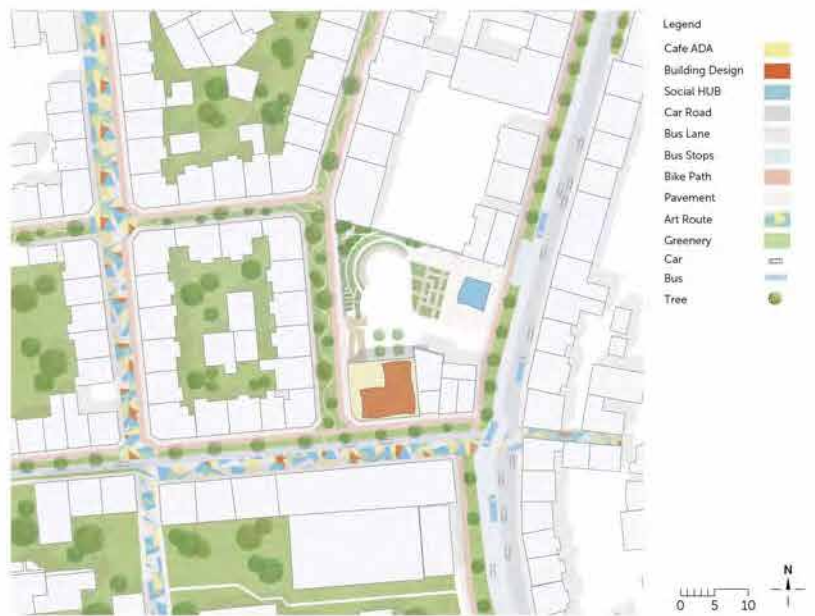 Legend
Cafe ADA
Building Design
Social HUB
Car Road
Bus Lane
Bus Stops
Bike Path
Pavement
Art Route
Greenery
Car
Bus
Tree
N
0 5 10